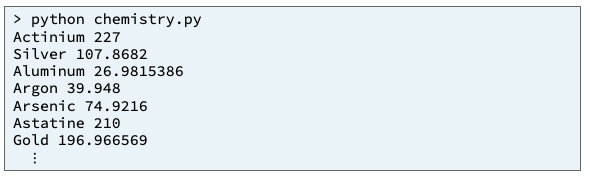 > python chemistry.py
Actinium 227
Silver 107.8682
Aluminum 26.9815386
Argon 39.948
Arsenic 74.9216
Astatine 210
Gold 196.966569
⋮